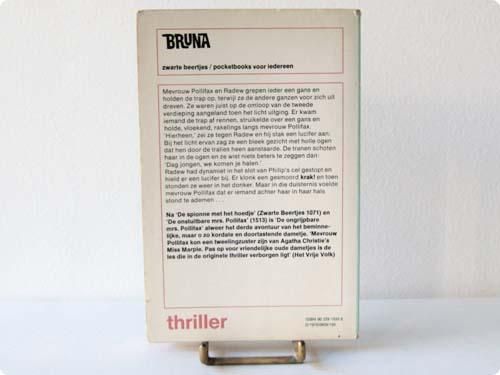 BRUNA
zwarte beertjes / pocketbooks voor iedereen
Mevrouw Pollifax en Radew grepen ieder een gans en
holden de trap op, terwijl ze de andere ganzen voor zich uit
dreven. Ze waren juist op de omloop van de tweede
verdieping aangeland toen het licht uitging. Er kwam
iemand de trap af rennen, struikelde over een gans en
holde, vloekend, rakelings langs mevrouw Pollifax.
'Hierheen,' zei ze tegen Radew en hij stak een lucifer aan:
Bij het licht ervan zag ze een bleek gezicht met holle ogen
dat hen door de tralies heen aanstaarde. De tranen schoten
haar in de ogen en ze wist niets beters te zeggen dan:
'Dag jongen, we komen je halen.'
Radew had dynamiet in het slot van Philip's cel gestopt en
hield er een lucifer bij. Er klonk een gesmoord krak! en toen
stonden ze weer in het donker. Maar in die duisternis voelde
mevrouw Pollifax dat er iemand achter haar in haar hals
stond te ademen . . .
Na 'De spionne met het hoedje' (Zwarte Beertjes 1071) en
'De onstuitbare mrs. Pollifax' (1513) is 'De ongrijpbare
mrs. Pollifax' alweer het derde avontuur van het beminne-
lijke, maar o zo kordate en doortastende dametje. 'Mevrouw
Pollifax kon een tweelingzuster zijn van Agatha Christie's
Miss Marple. Pas op voor vriendelijke oude dametjes is de
les die in de originele thriller verborgen ligt' (Het Vrije Volk)
thriller